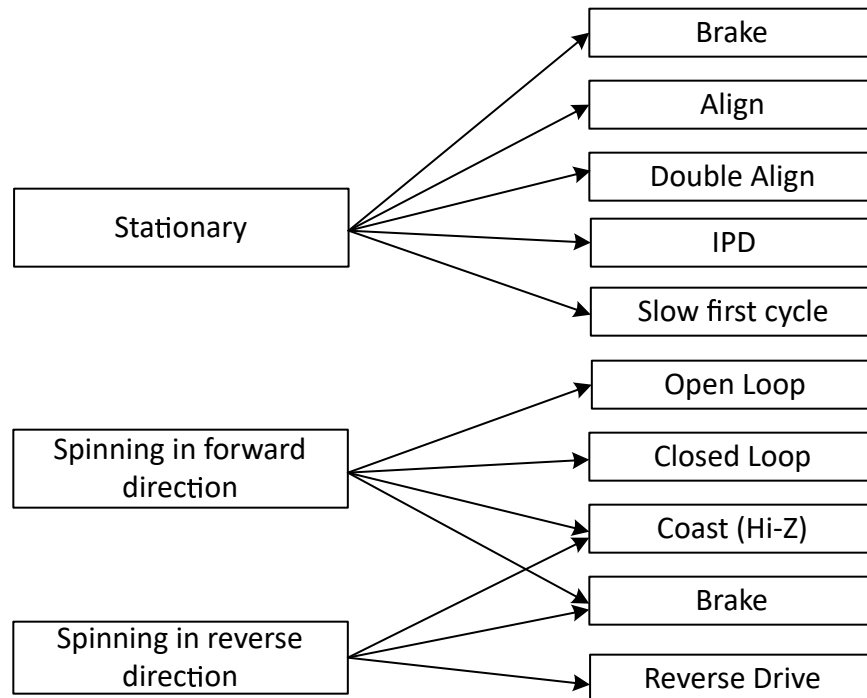 Brake
Align
Double Align
Stationary
IPD
Slow first cycle
Open Loop
Spinning in forward
direction
Closed Loop
Coast (Hi-Z)
Brake
Spinning in reverse
direction
Reverse Drive